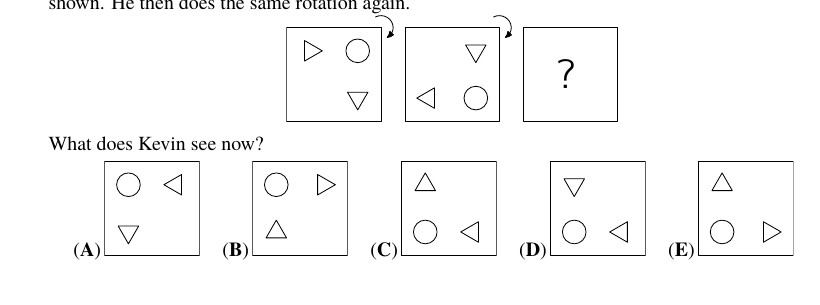 shown. He then does the same rotation again.
?
What does Kevin see now?
(A) (B) (C) (D) (E)